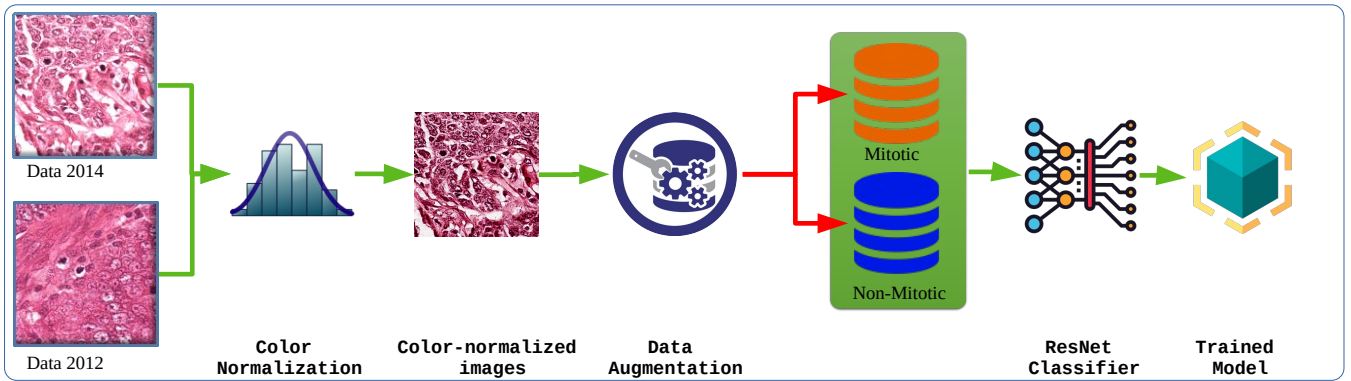 Data 2014
Data 2012
Mitotic
Non-Mitotic
Color
Normalization
Color-normalized
images
Data
Augmentation
ResNet
Classifier
Trained
Model